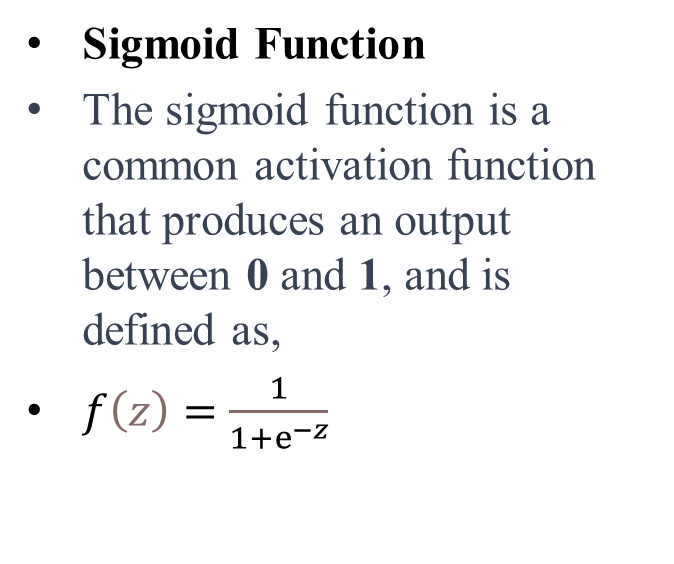 • Sigmoid Function
• The sigmoid function is a
common activation function
that produces an output
between 0 and 1, and is
defined as,
• f(z) = 1/(1+e⁻ᶻ)